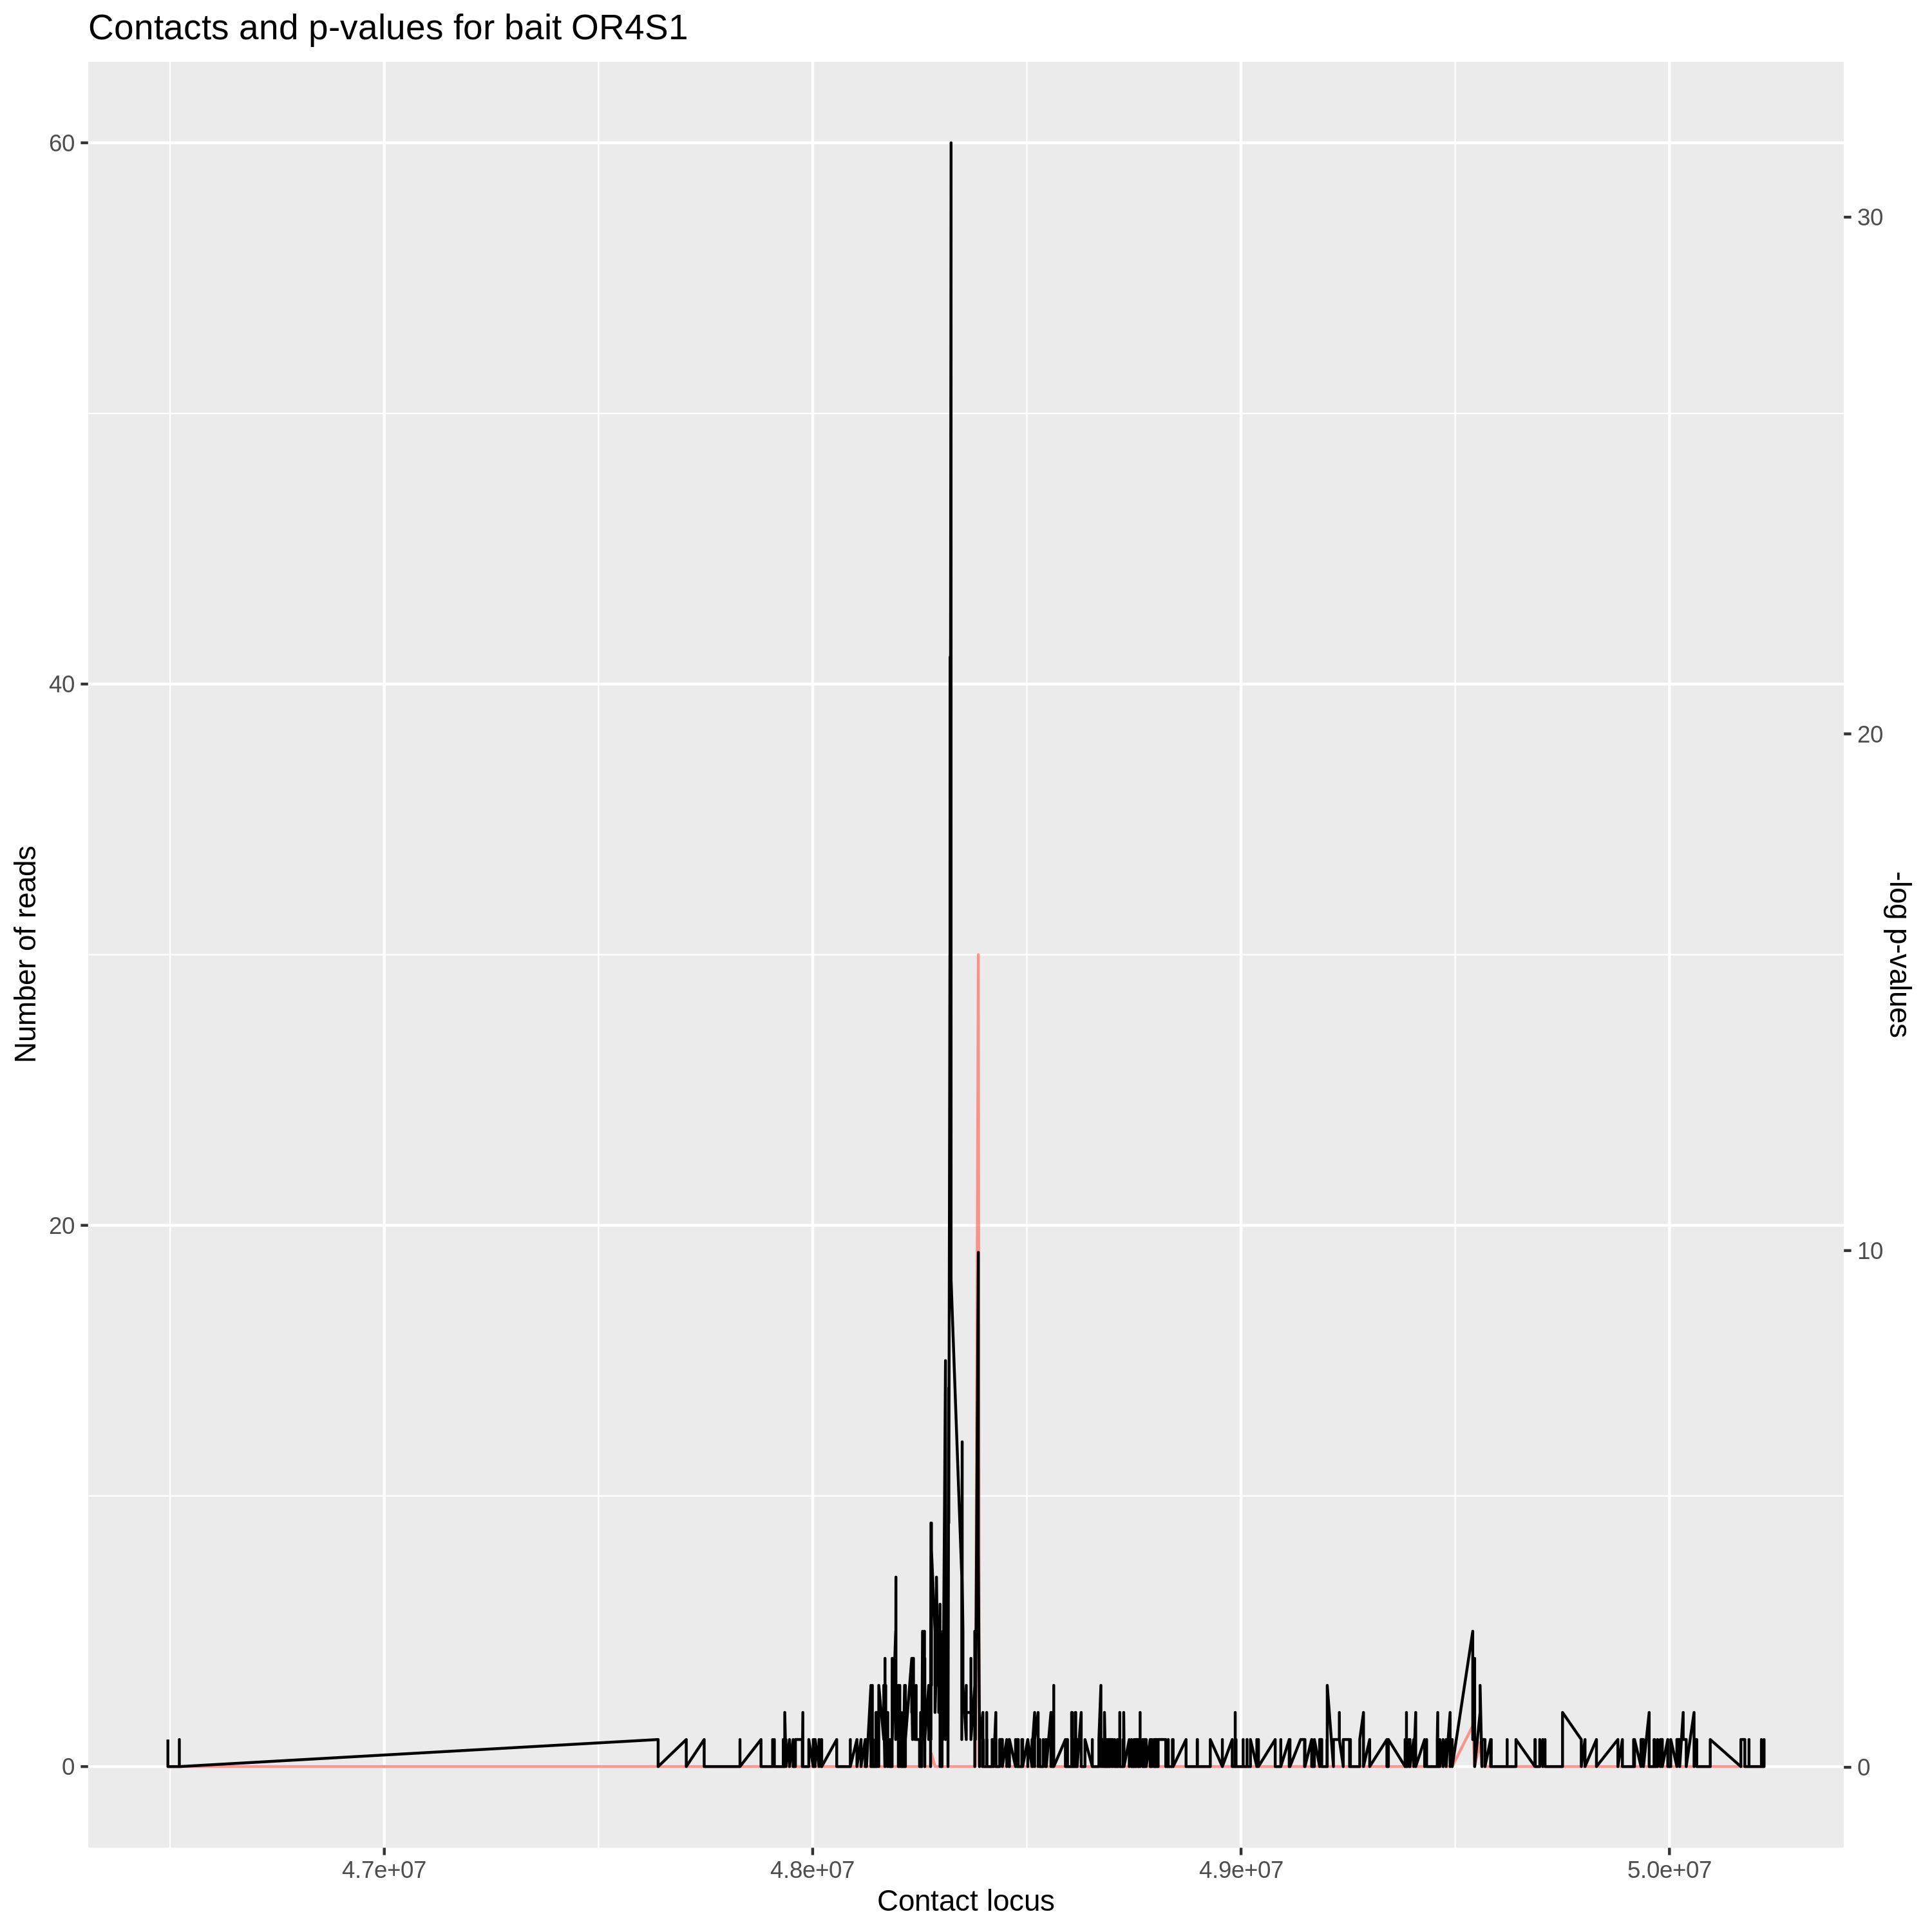 Contacts and p-values for bait OR4S1
60
40
20
0
Number of reads
30
20
10
0
-log p-values
4.7e+07
4.8e+07
4.9e+07
5.0e+07
Contact locus